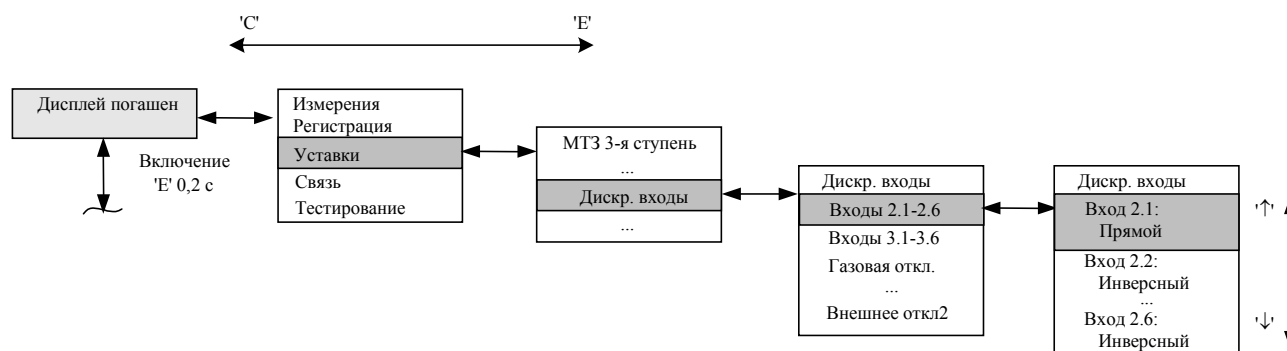 'C'
'E'
Дисплей погашен
Включение
'E' 0,2 с
Измерения
Регистрация
Уставки
Связь
Тестирование
МТЗ 3-я ступень
...
Дискр. входы
...
Дискр. входы
Входы 2.1-2.6
Входы 3.1-3.6
Газовая откл.
...
Внешнее откл2
Дискр. входы
Вход 2.1:
Прямой
Вход 2.2:
Инверсный
...
Вход 2.6:
Инверсный
'↑'
'↓'